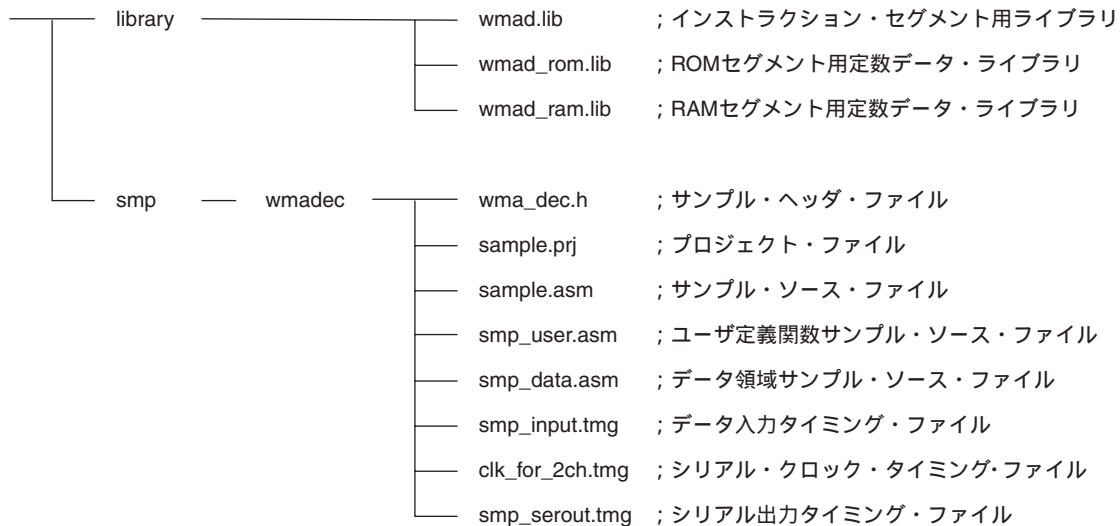 library wmad.lib ；インストラクション・セグメント用ライブラリ
wmad_rom.lib ；ROMセグメント用定数データ・ライブラリ
wmad_ram.lib ；RAMセグメント用定数データ・ライブラリ
smp wmadec wma_dec.h ；サンプル・ヘッダ・ファイル
sample.prj ；プロジェクト・ファイル
sample.asm ；サンプル・ソース・ファイル
smp_user.asm ；ユーザ定義関数サンプル・ソース・ファイル
smp_data.asm ；データ領域サンプル・ソース・ファイル
smp_input.tmg ；データ入力タイミング・ファイル
clk_for_2ch.tmg ；シリアル・クロック・タイミング・ファイル
smp_serout.tmg ；シリアル出力タイミング・ファイル